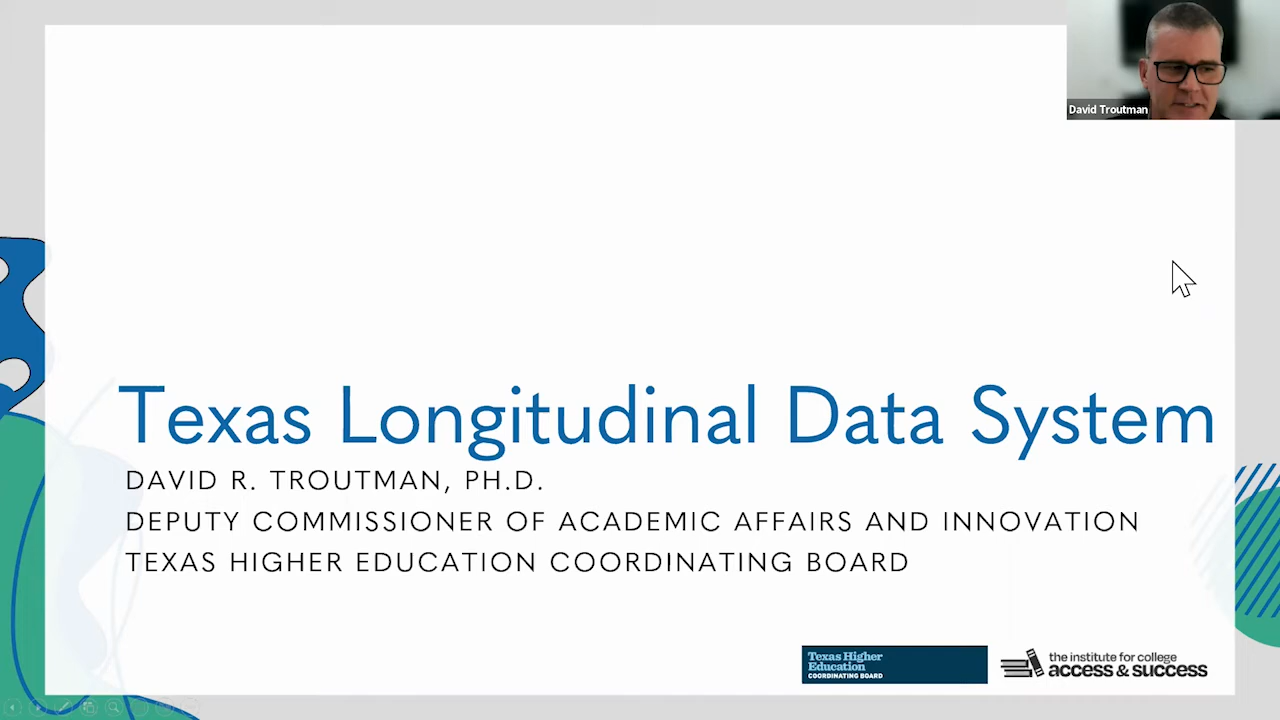 David Troutman
Texas Longitudinal Data System
DAVID R. TROUTMAN, PH.D.
DEPUTY COMMISSIONER OF ACADEMIC AFFAIRS AND INNOVATION
TEXAS HIGHER EDUCATION COORDINATING BOARD
Texas Higher
Education
COORDINATING BOARD
the institute for college
access & success